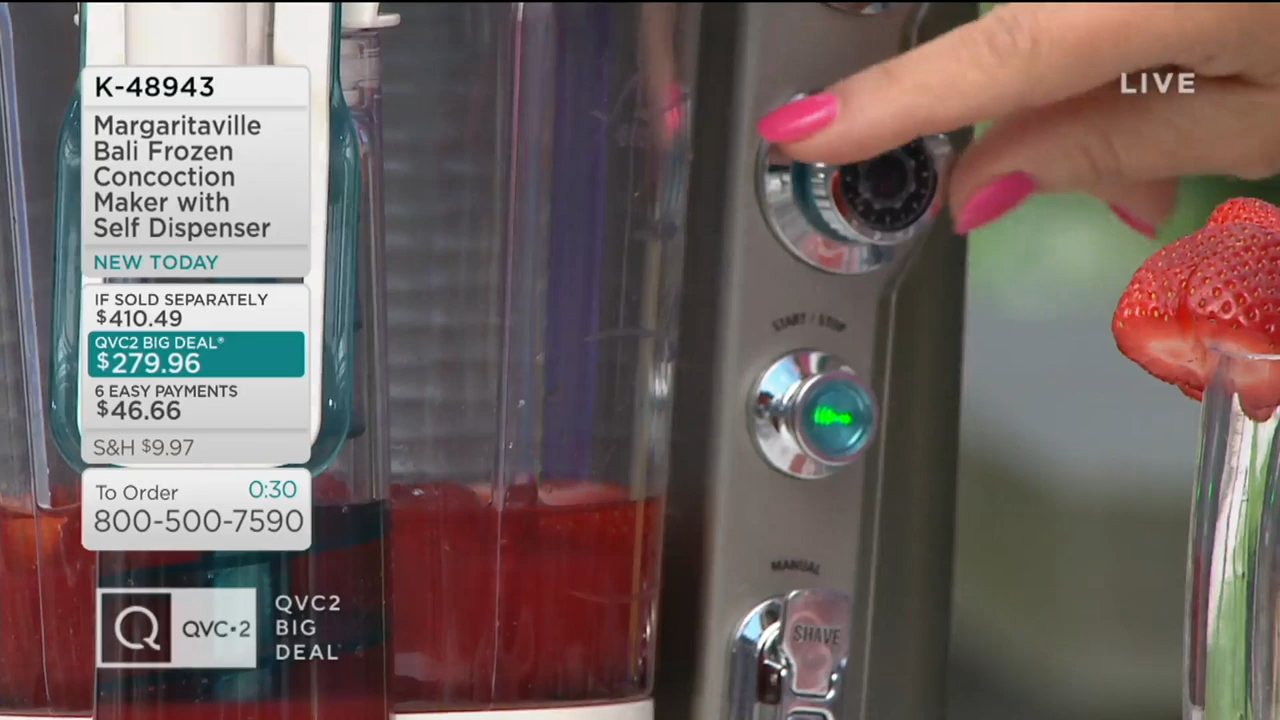 K-48943
Margaritaville
Bali Frozen
Concoction
Maker with
Self Dispenser
NEW TODAY
IF SOLD SEPARATELY
$410.49
QVC2 BIG DEAL®
$279.96
6 EASY PAYMENTS
$46.66
S&H $9.97
To Order 0:30
800-500-7590
Q QVC•2
QVC2
BIG
DEAL
LIVE
START / STOP
MANUAL
SHAVE